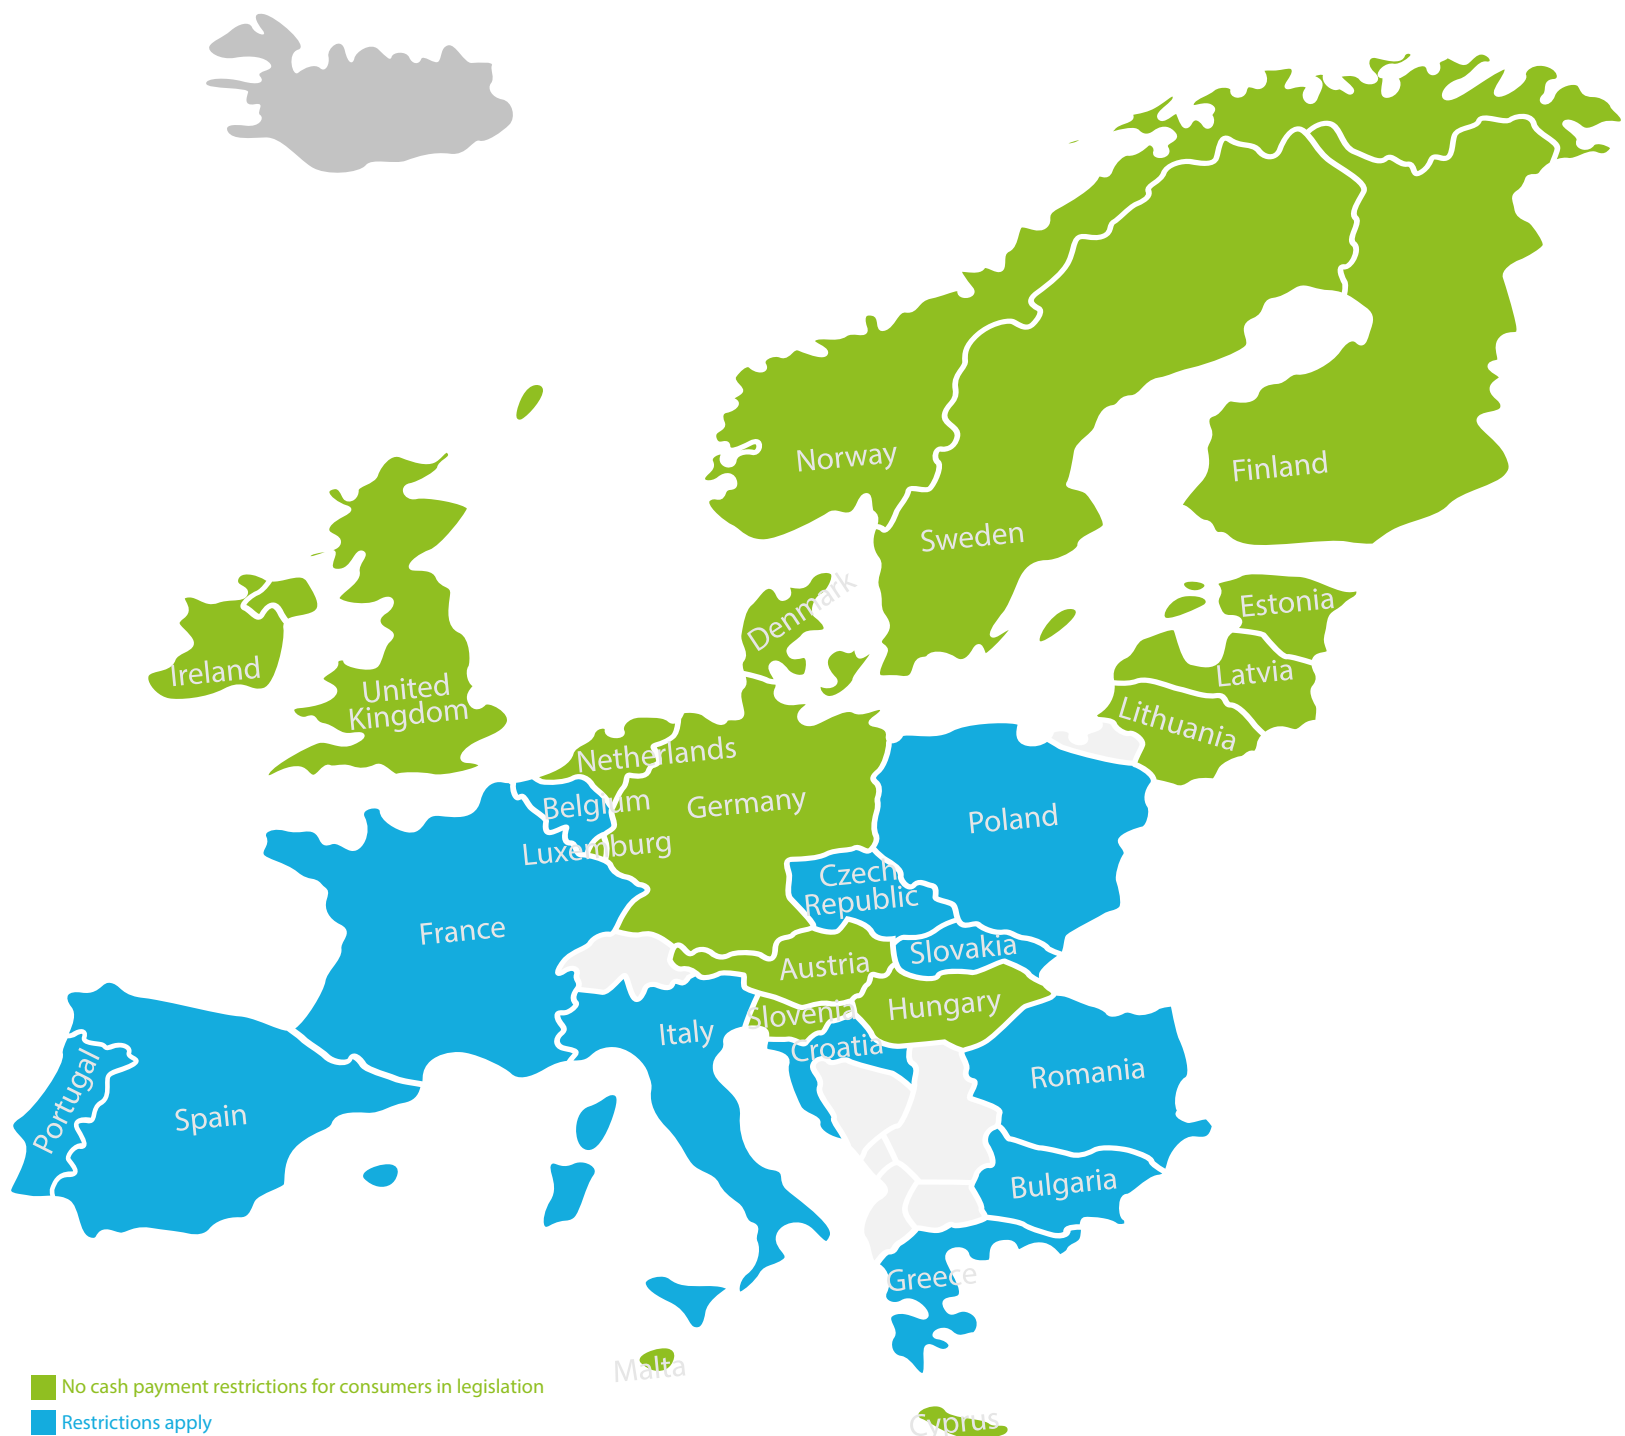 Norway
Finland
Sweden
Denmark
Estonia
Ireland
Latvia
United
Kingdom
Lithuania
Netherlands
Belgium
Germany
Poland
Luxemburg
Czech
Republic
France
Slovakia
Austria
Hungary
Slovenia
Italy
Croatia
Romania
Portugal
Spain
Bulgaria
Greece
Malta
No cash payment restrictions for consumers in legislation
Cyprus
Restrictions apply